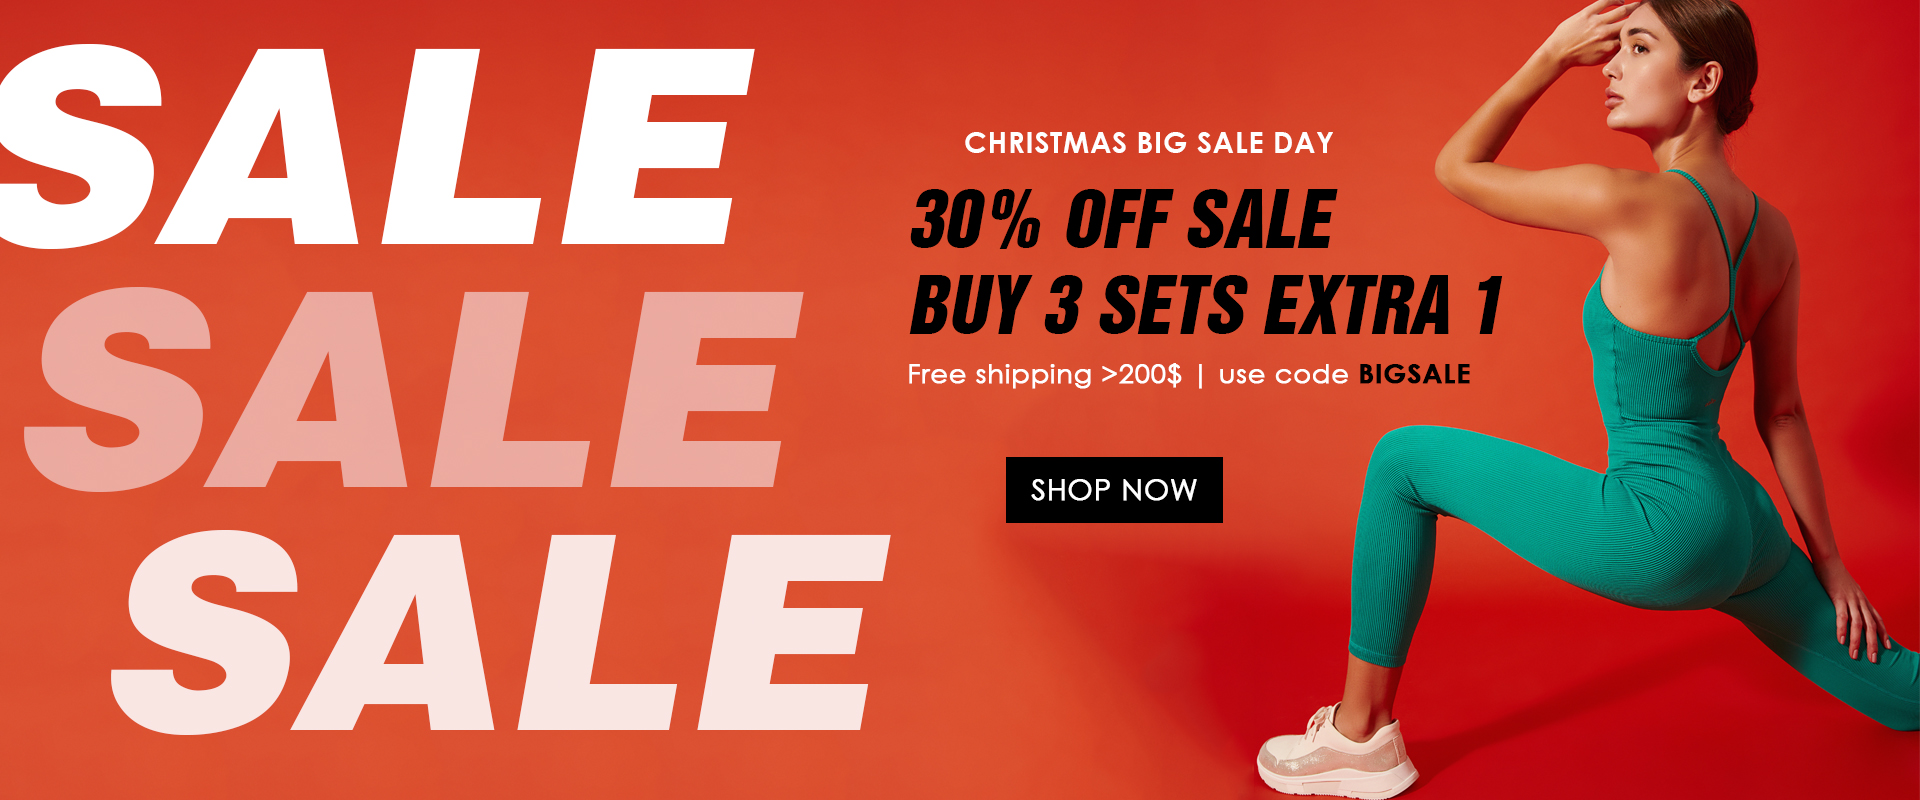 SALE
SALE
SALE
CHRISTMAS BIG SALE DAY
30% OFF SALE
BUY 3 SETS EXTRA 1
Free shipping >200$ | use code BIGSALE
SHOP NOW